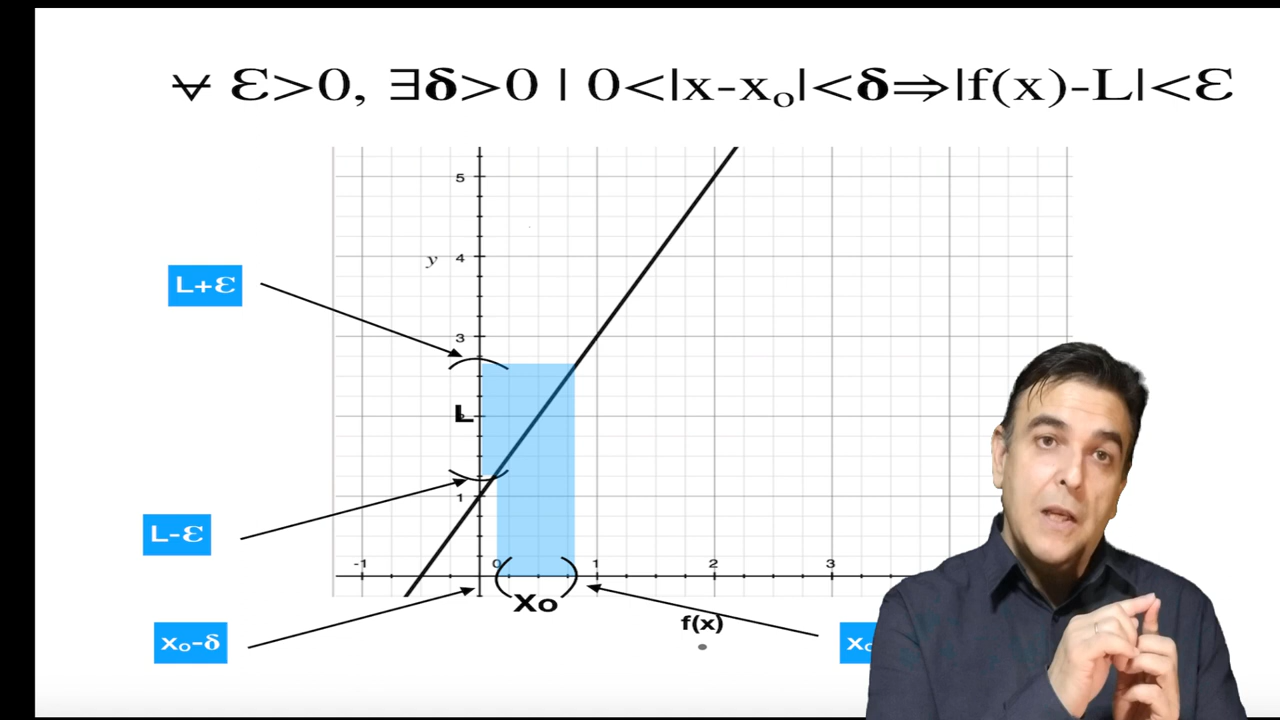 ∀ Ɛ>0, ∃δ>0 | 0<|x-xₒ|<δ⇒|f(x)-L|<Ɛ
5
y 4
L+Ɛ
3
L
1
L-Ɛ
-1 0 1 2 3
Xo
f(x)
xₒ-δ